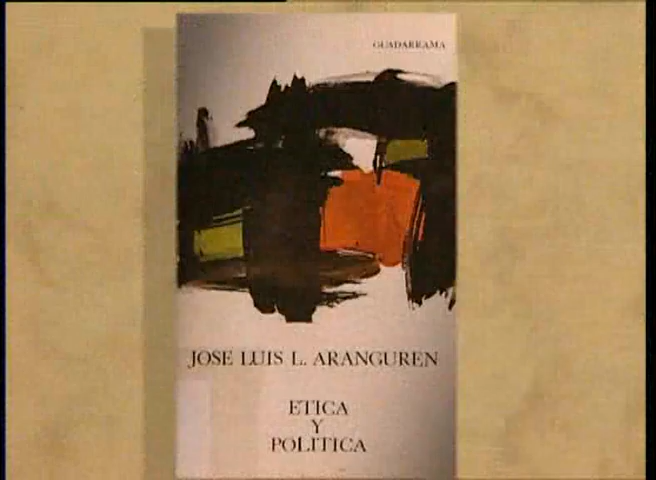 GUADARRAMA
JOSE LUIS L. ARANGUREN
ETICA
Y
POLITICA